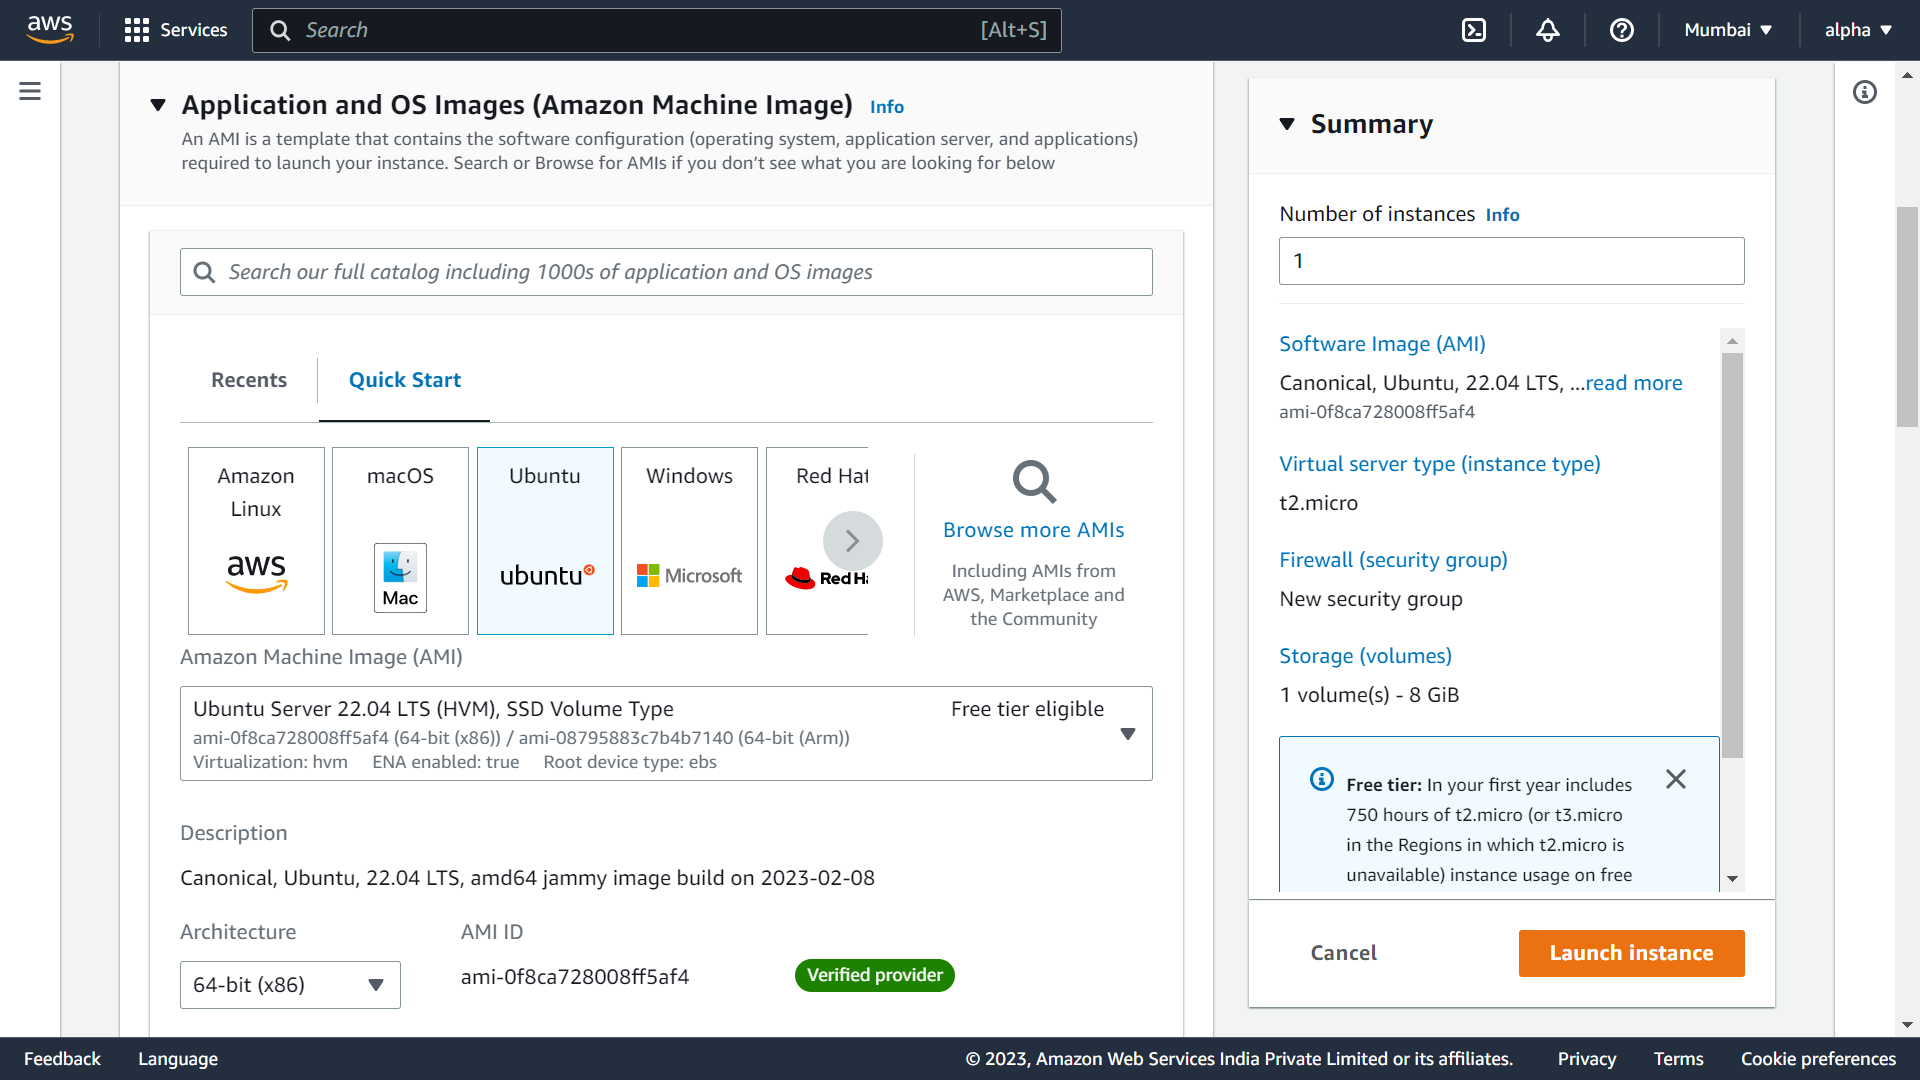 aws
Services
Search
[Alt+S]
Mumbai
alpha
Application and OS Images (Amazon Machine Image) Info
An AMI is a template that contains the software configuration (operating system, application server, and applications)
required to launch your instance. Search or Browse for AMIs if you don’t see what you are looking for below
Search our full catalog including 1000s of application and OS images
Recents
Quick Start
Amazon
Linux
aws
macOS
Mac
Ubuntu
ubuntu
Windows
Microsoft
Red Hat
Red Ha
Browse more AMIs
Including AMIs from
AWS, Marketplace and
the Community
Amazon Machine Image (AMI)
Ubuntu Server 22.04 LTS (HVM), SSD Volume Type
Free tier eligible
ami-0f8ca728008ff5af4 (64-bit (x86)) / ami-08795883c7b4b7140 (64-bit (Arm))
Virtualization: hvm ENA enabled: true Root device type: ebs
Description
Canonical, Ubuntu, 22.04 LTS, amd64 jammy image build on 2023-02-08
Architecture
AMI ID
64-bit (x86)
ami-0f8ca728008ff5af4
Verified provider
Summary
Number of instances Info
1
Software Image (AMI)
Canonical, Ubuntu, 22.04 LTS, ...read more
ami-0f8ca728008ff5af4
Virtual server type (instance type)
t2.micro
Firewall (security group)
New security group
Storage (volumes)
1 volume(s) - 8 GiB
Free tier: In your first year includes
750 hours of t2.micro (or t3.micro
in the Regions in which t2.micro is
unavailable) instance usage on free
Cancel
Launch instance
Feedback
Language
© 2023, Amazon Web Services India Private Limited or its affiliates.
Privacy
Terms
Cookie preferences